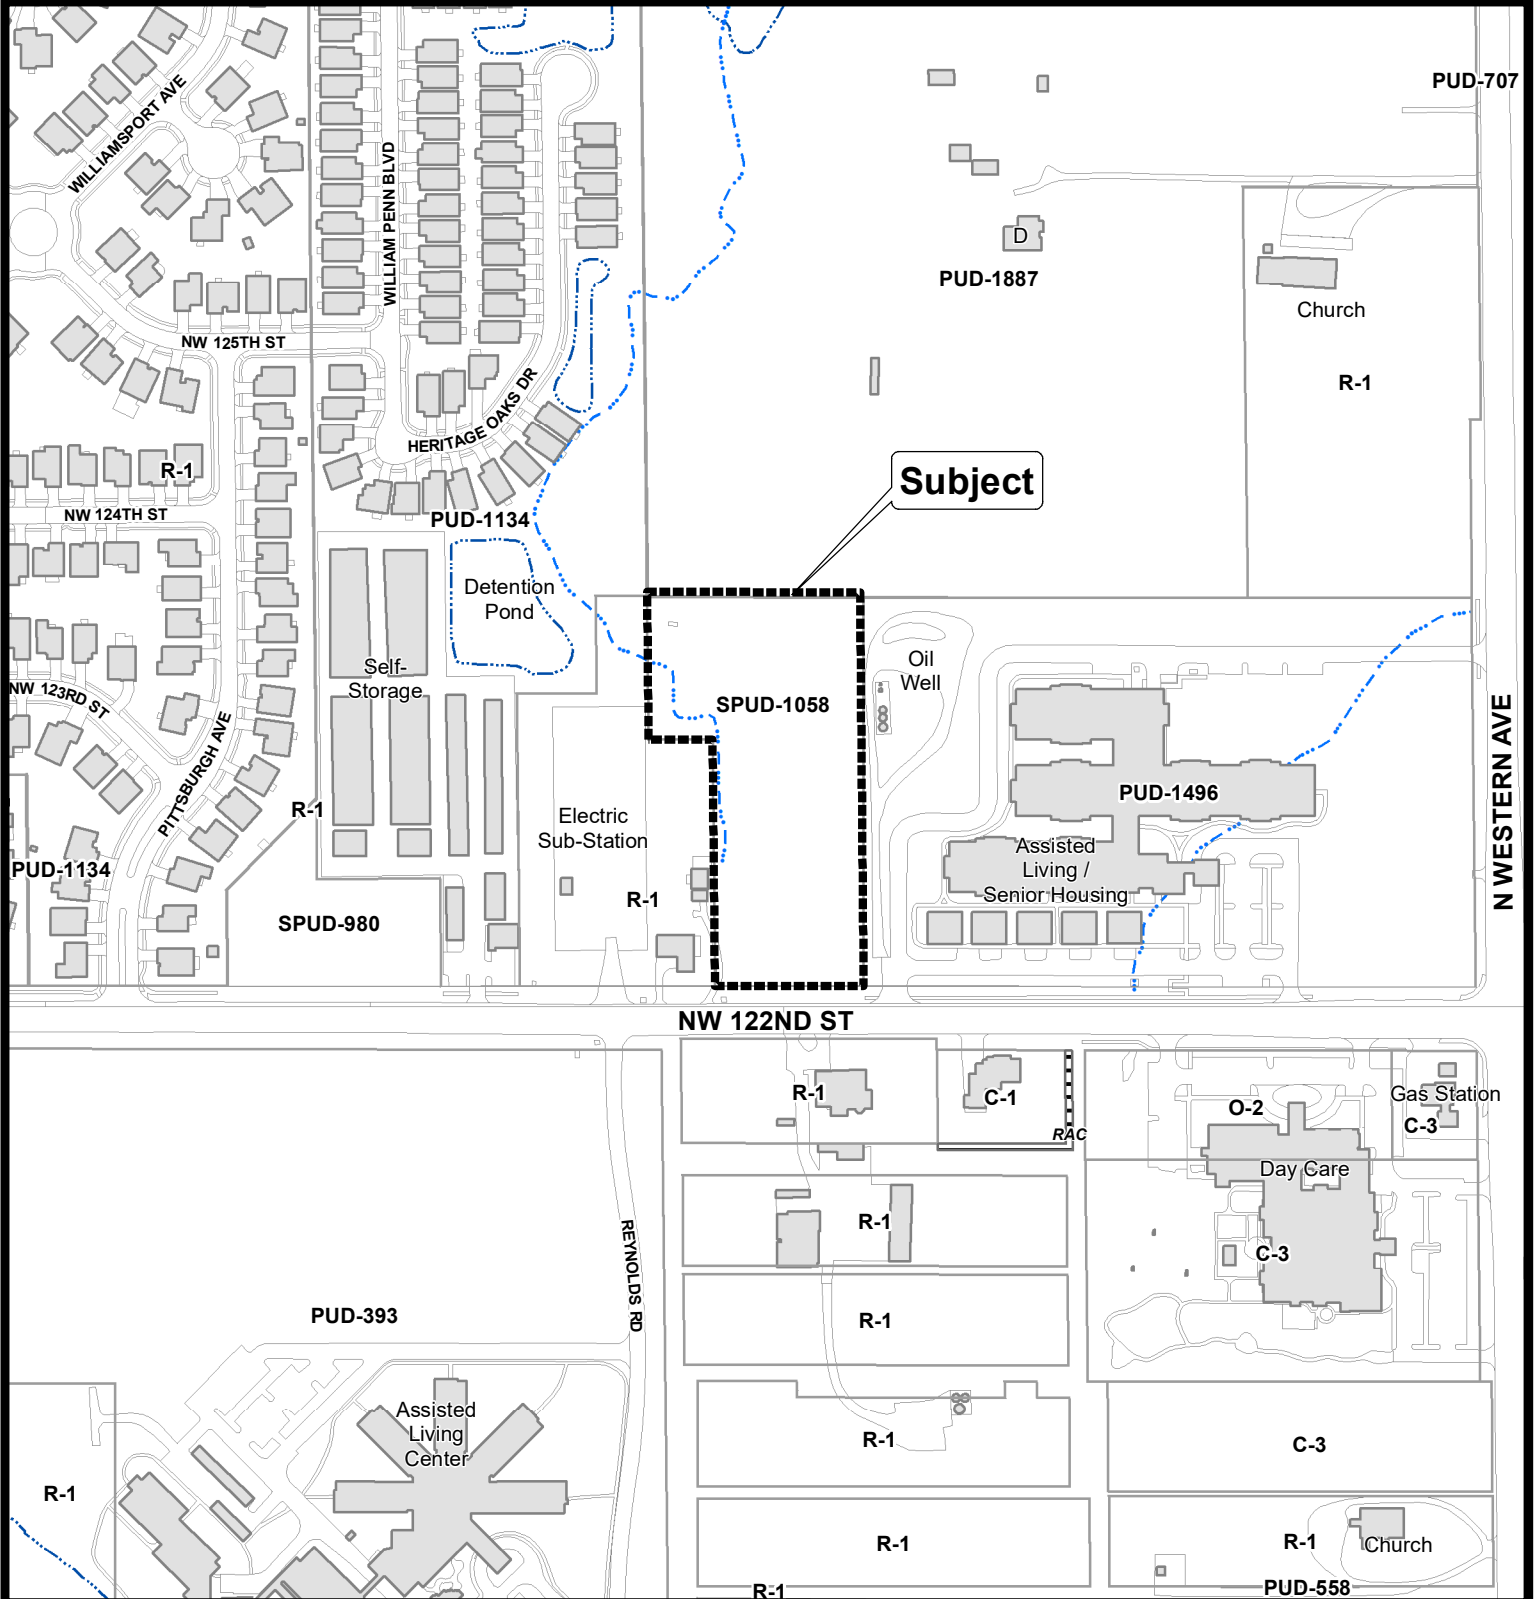 PUD-707
WILLIAMSPORT AVE
WILLIAM PENN BLVD
D
PUD-1887
Church
R-1
NW 125TH ST
HERITAGE OAKS DR
R-1
Subject
NW 124TH ST
PUD-1134
Detention
Pond
Self-
Storage
Oil
Well
SPUD-1058
NW 123RD ST
PITTSBURGH AVE
N WESTERN AVE
PUD-1496
R-1
Electric
Sub-Station
Assisted
Living /
Senior Housing
PUD-1134
R-1
SPUD-980
NW 122ND ST
R-1
C-1
RAC
O-2
Gas Station
C-3
Day Care
R-1
C-3
REYNOLDS RD
PUD-393
R-1
Assisted
Living
Center
R-1
C-3
R-1
R-1
R-1
Church
R-1
PUD-558